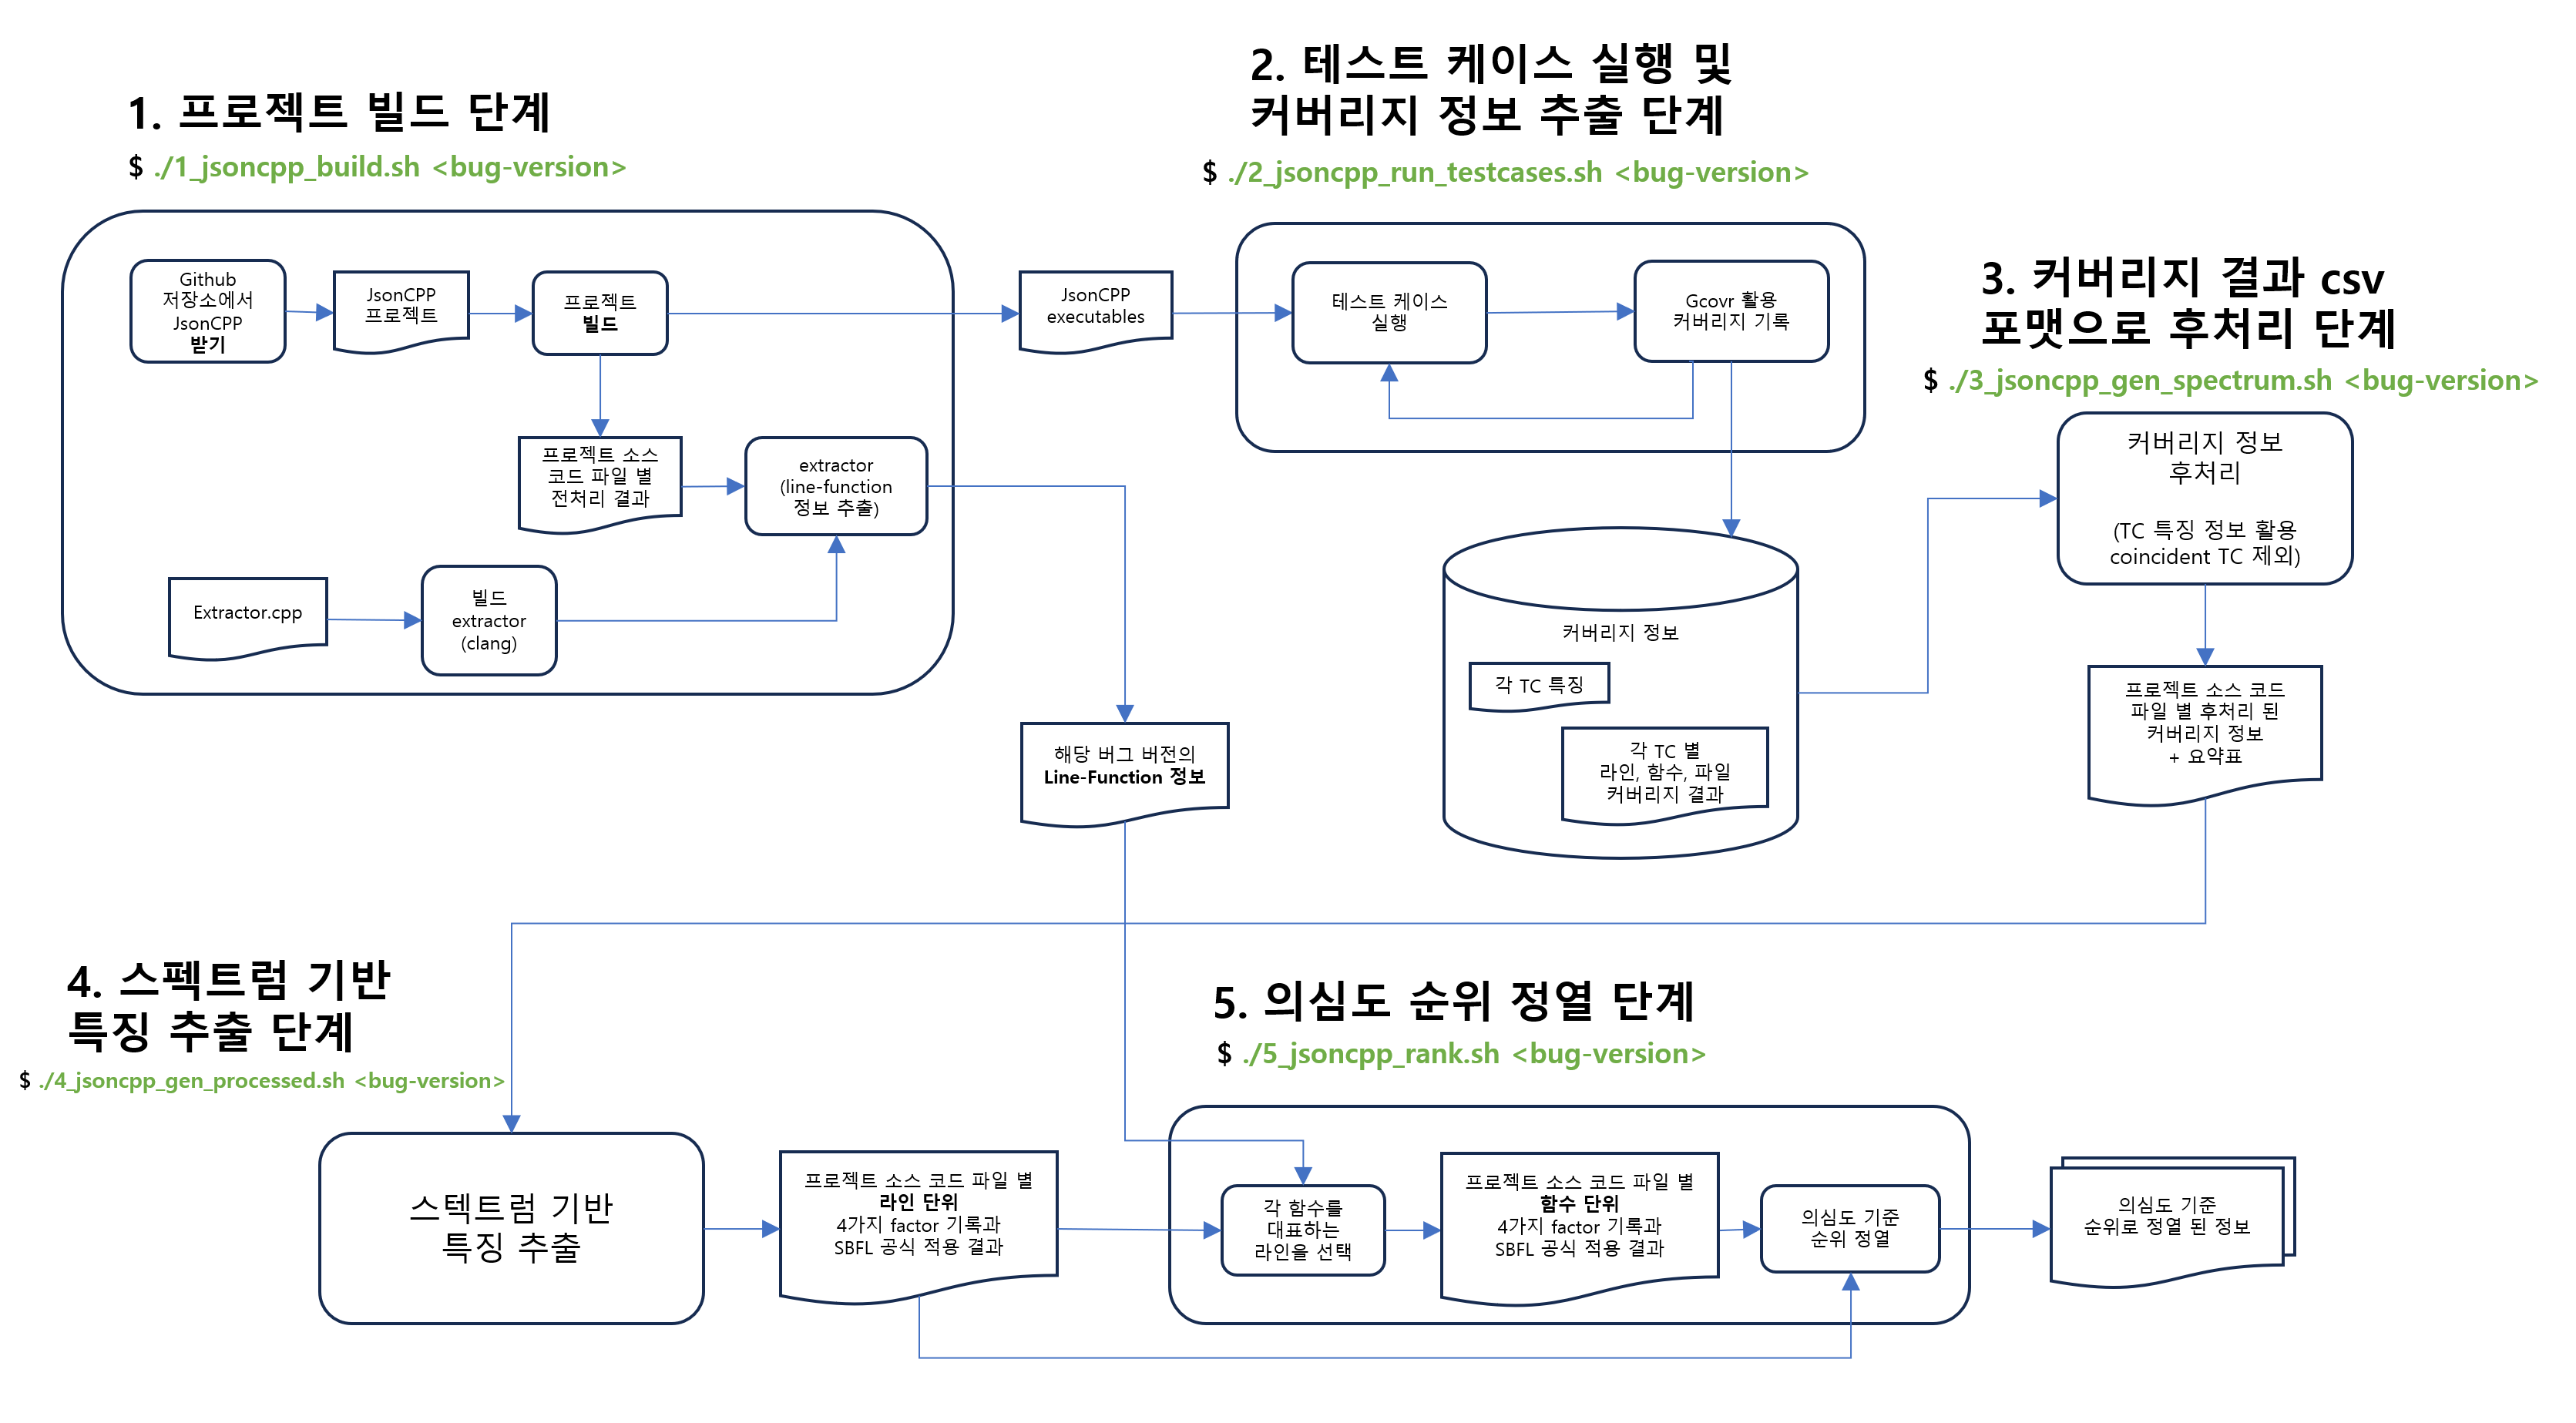 1. 프로젝트 빌드 단계
$ ./1_jsoncpp_build.sh <bug-version>
Github
저장소에서
JsonCPP
받기
JsonCPP
프로젝트
프로젝트
빌드
프로젝트 소스
코드 파일 별
전처리 결과
extractor
(line-function
정보 추출)
Extractor.cpp
빌드
extractor
(clang)
JsonCPP
executables
해당 버그 버전의
Line-Function 정보
2. 테스트 케이스 실행 및
커버리지 정보 추출 단계
$ ./2_jsoncpp_run_testcases.sh <bug-version>
테스트 케이스
실행
Gcovr 활용
커버리지 기록
커버리지 정보
각 TC 특징
각 TC 별
라인, 함수, 파일
커버리지 결과
3. 커버리지 결과 csv
포맷으로 후처리 단계
$ ./3_jsoncpp_gen_spectrum.sh <bug-version>
커버리지 정보
후처리
(TC 특징 정보 활용
coincident TC 제외)
프로젝트 소스 코드
파일 별 후처리 된
커버리지 정보
+ 요약표
4. 스펙트럼 기반
특징 추출 단계
$ ./4_jsoncpp_gen_processed.sh <bug-version>
스텍트럼 기반
특징 추출
프로젝트 소스 코드 파일 별
라인 단위
4가지 factor 기록과
SBFL 공식 적용 결과
5. 의심도 순위 정열 단계
$ ./5_jsoncpp_rank.sh <bug-version>
각 함수를
대표하는
라인을 선택
프로젝트 소스 코드 파일 별
함수 단위
4가지 factor 기록과
SBFL 공식 적용 결과
의심도 기준
순위 정열
의심도 기준
순위로 정열 된 정보